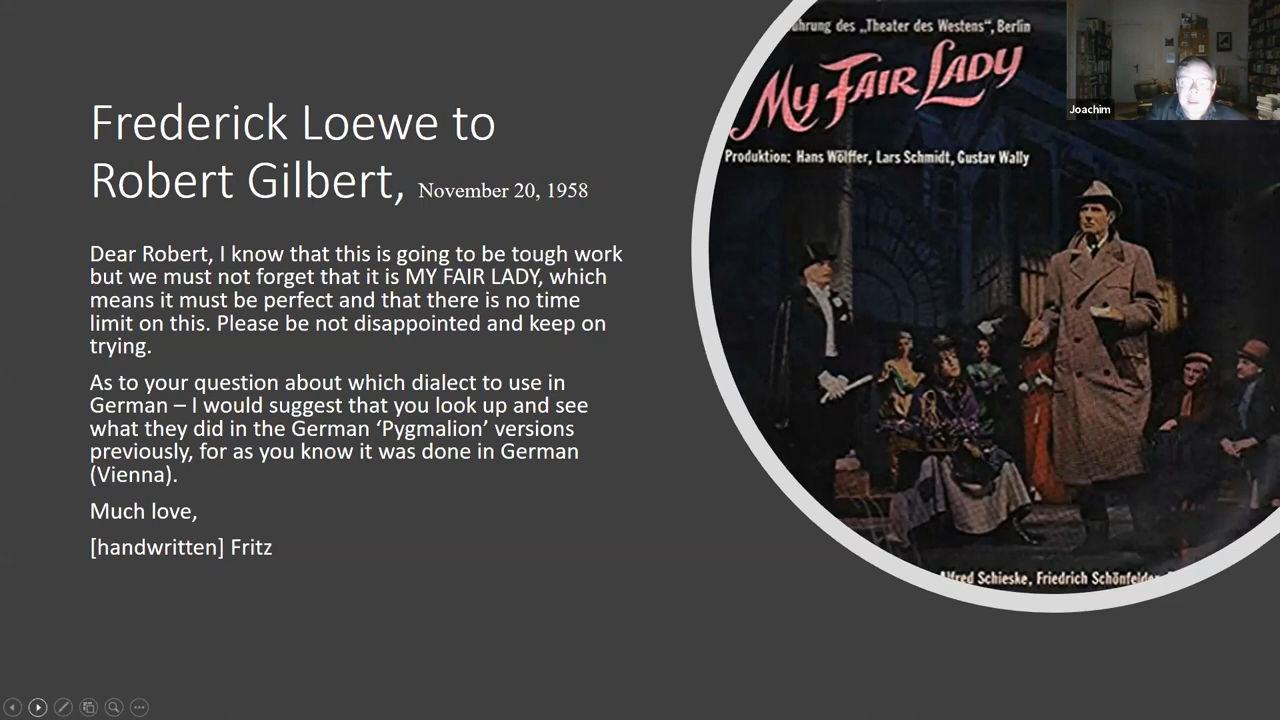 Frederick Loewe to
Robert Gilbert, November 20, 1958
Dear Robert, I know that this is going to be tough work
but we must not forget that it is MY FAIR LADY, which
means it must be perfect and that there is no time
limit on this. Please be not disappointed and keep on
trying.
As to your question about which dialect to use in
German – I would suggest that you look up and see
what they did in the German ‘Pygmalion’ versions
previously, for as you know it was done in German
(Vienna).
Much love,
[handwritten] Fritz
des „Theater des Westens“, Berlin
My Fair Lady
Produktion: Hans Wölffer, Lars Schmidt, Gustav Wally
Alfred Schieske, Friedrich Schönfelder
Joachim